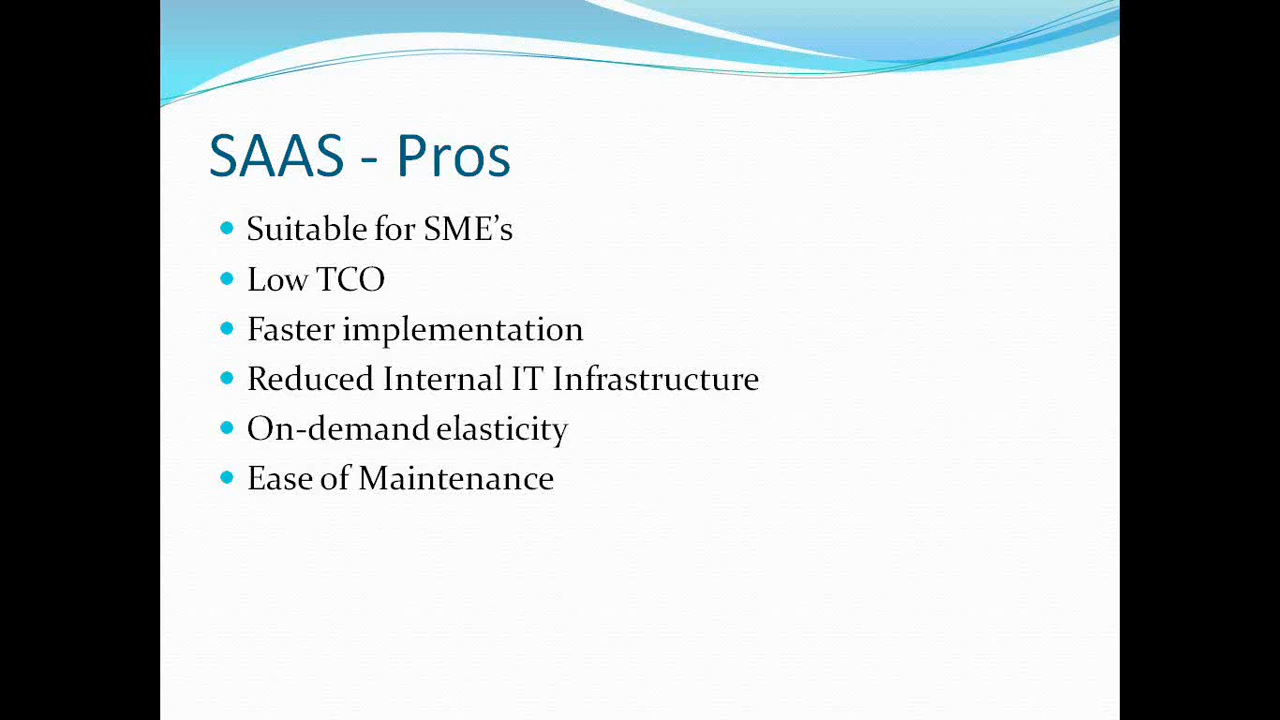 SAAS - Pros
Suitable for SME’s
Low TCO
Faster implementation
Reduced Internal IT Infrastructure
On-demand elasticity
Ease of Maintenance